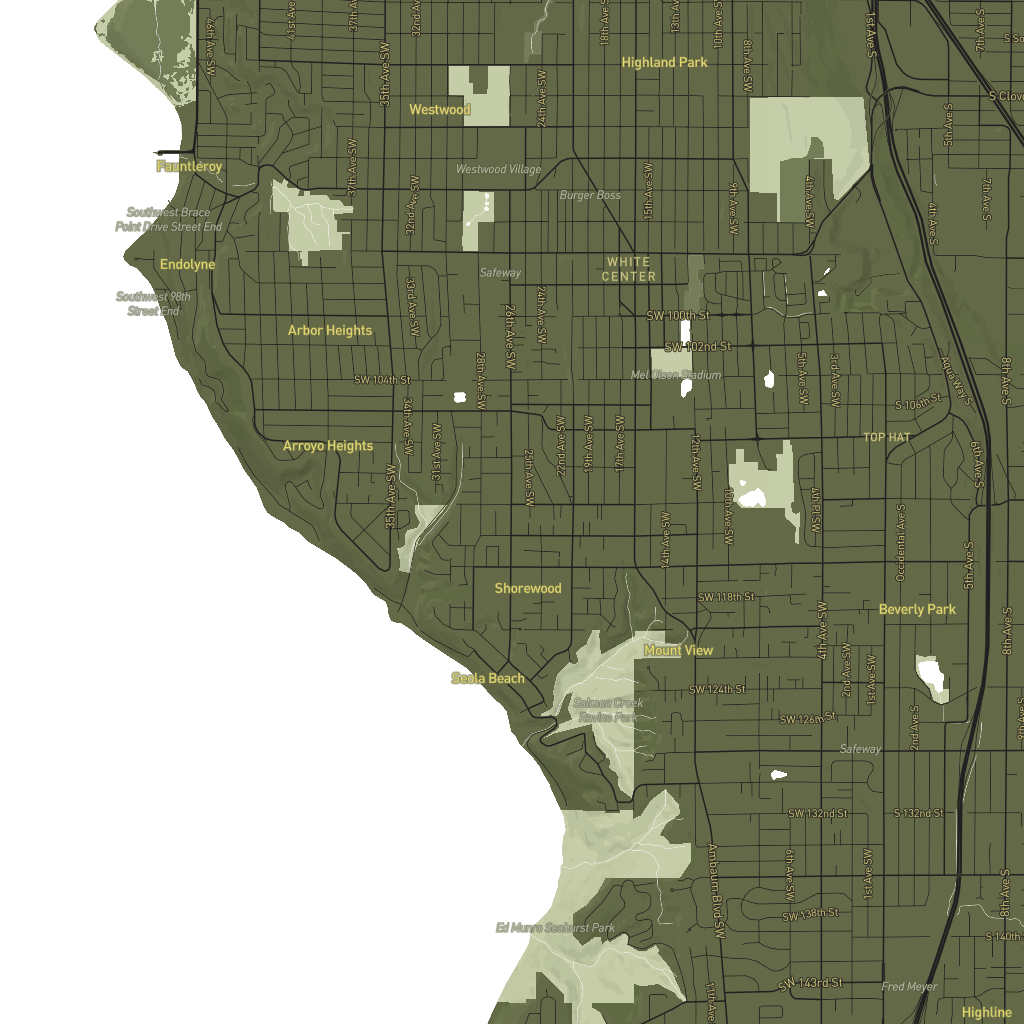 46th Ave SW
41st Ave
37th Ave
32nd Ave
18th Ave
13th Ave
10th Ave S
1st Ave S
7th Ave S
Highland Park
35th Ave SW
24th Ave SW
8th Ave SW
Westwood
S Clove
5th Ave S
Fauntleroy
37th Ave SW
Westwood Village
Burger Boss
32nd Ave SW
15th Ave SW
9th Ave SW
4th Ave SW
4th Ave S
7th Ave S
Southwest Brace
Point Drive Street End
Endolyne
WHITE
CENTER
Safeway
Southwest 98th
Street End
33rd Ave SW
26th Ave SW
24th Ave SW
SW 100th St
Arbor Heights
SW 102nd St
28th Ave SW
Mel Olson Stadium
5th Ave SW
3rd Ave SW
Aqua Way S
8th Ave S
SW 104th St
S 106th St
34th Ave SW
31st Ave SW
22nd Ave SW
19th Ave SW
17th Ave SW
12th Ave SW
TOP HAT
Arroyo Heights
35th Ave SW
25th Ave SW
6th Ave S
10th Ave SW
4th Pl SW
14th Ave SW
Occidental Ave S
5th Ave S
Shorewood
SW 118th St
Beverly Park
4th Ave SW
8th Ave S
Mount View
2nd Ave SW
1st Ave SW
Seola Beach
SW 124th St
Salmon Creek
Ravine Park
SW 126th St
2nd Ave S
Safeway
SW 132nd St
S 132nd St
Ambaum Blvd SW
6th Ave SW
1st Ave SW
8th Ave S
SW 138th St
Ed Munro Seahurst Park
S 140th
SW 143rd St
Fred Meyer
11th Ave
Highline